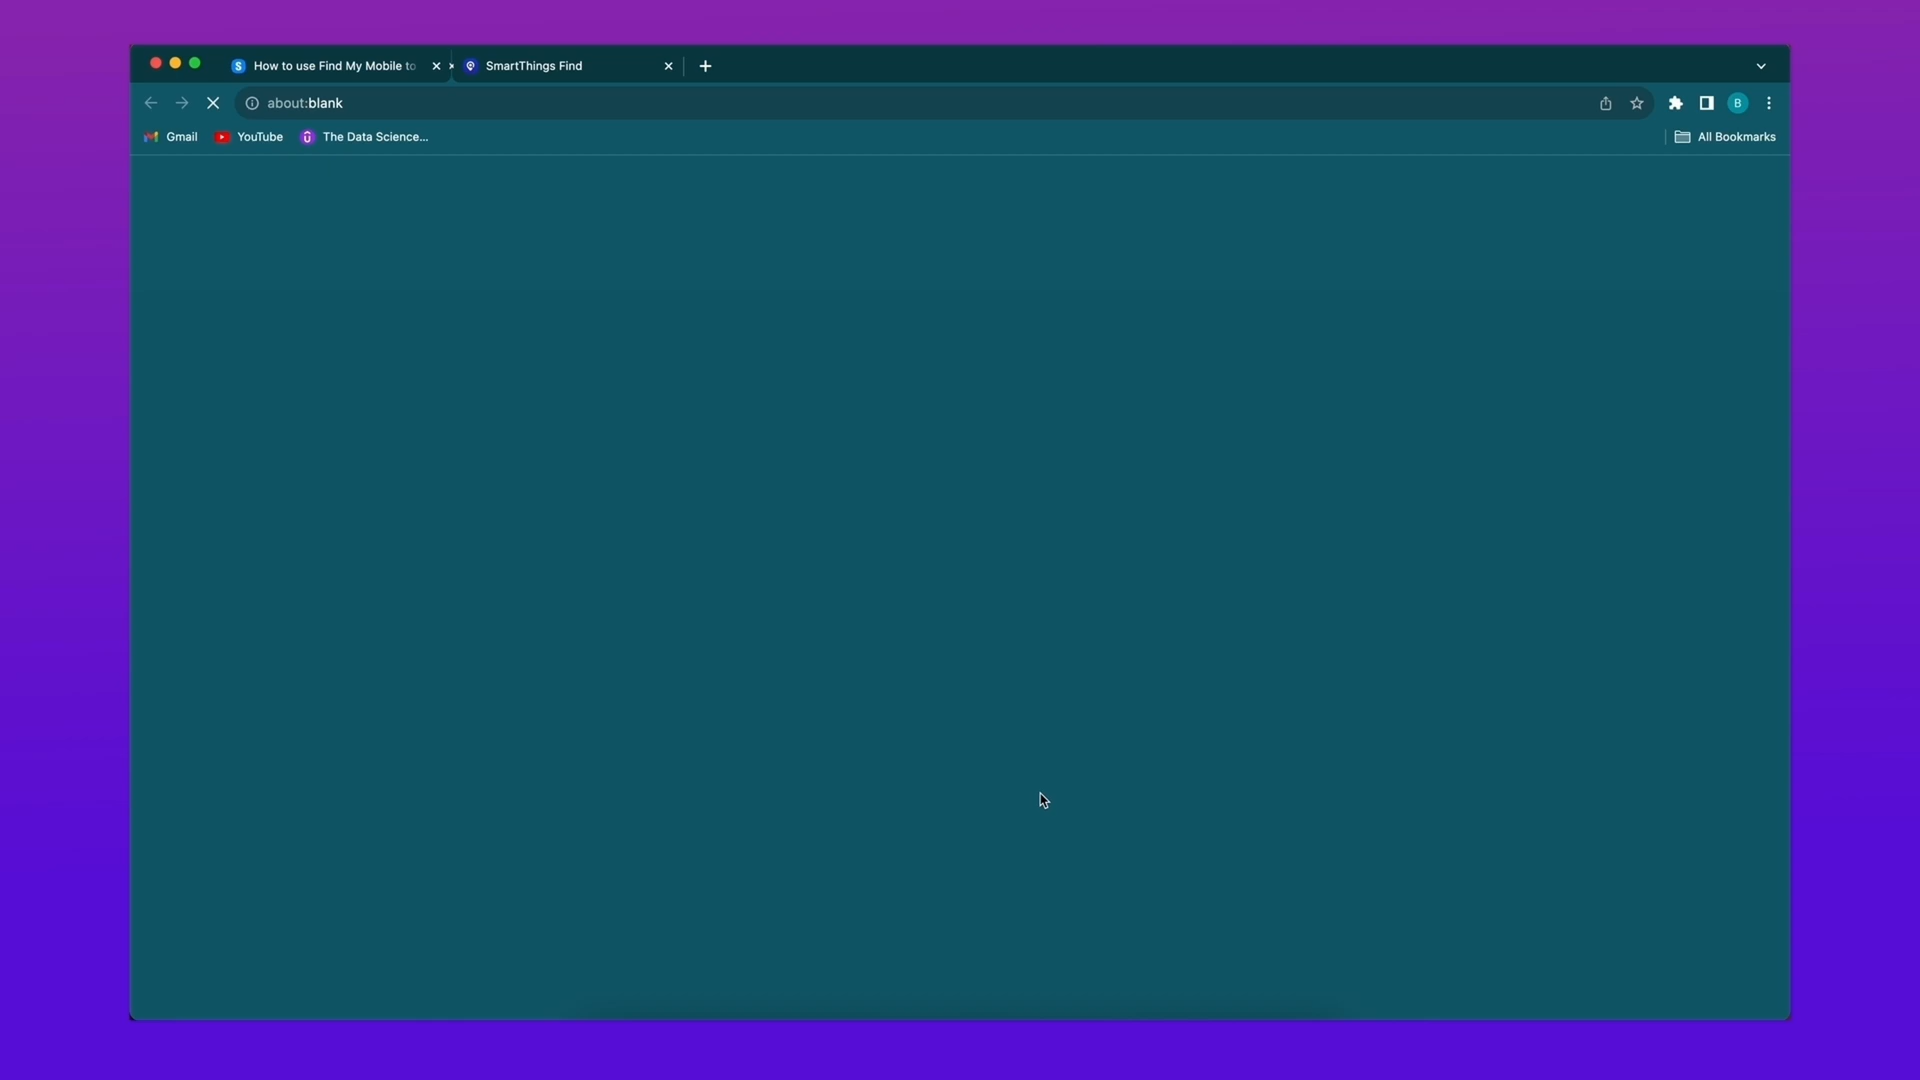 How to use Find My Mobile to
SmartThings Find
about:blank
B
Gmail
YouTube
The Data Science...
All Bookmarks